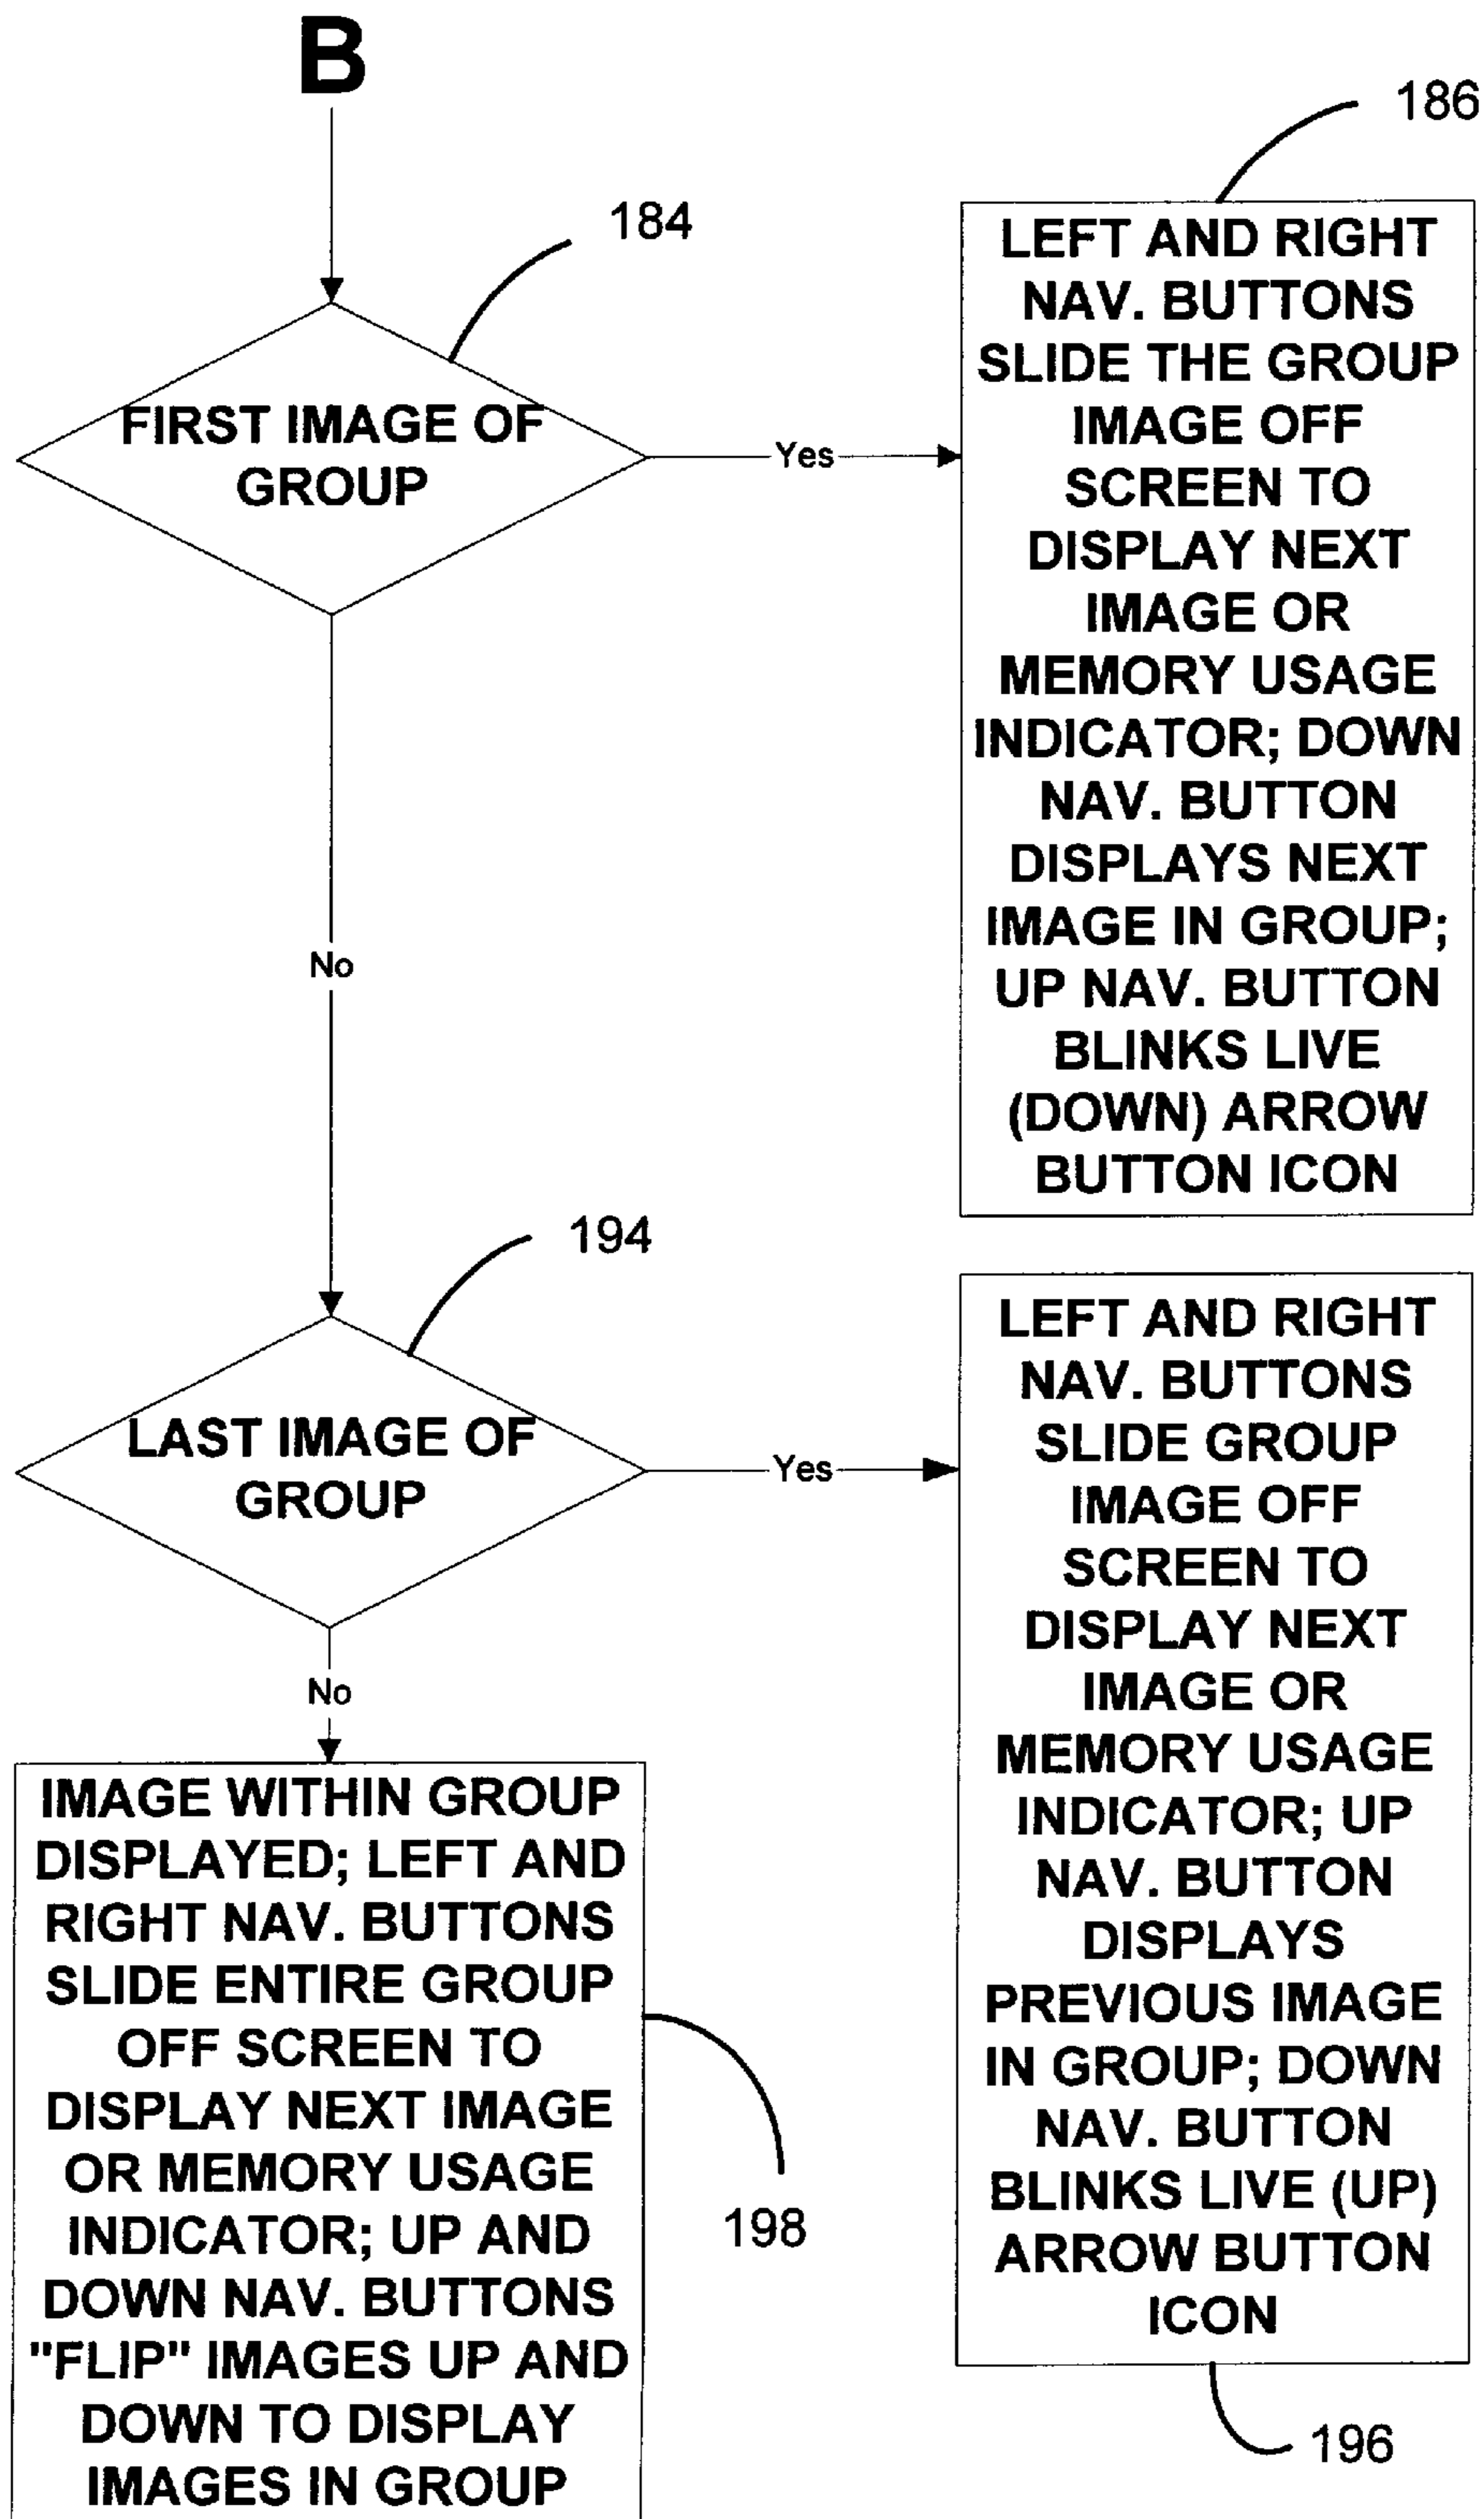 B
184
FIRST IMAGE OF
GROUP
Yes
186
LEFT AND RIGHT
NAV. BUTTONS
SLIDE THE GROUP
IMAGE OFF
SCREEN TO
DISPLAY NEXT
IMAGE OR
MEMORY USAGE
INDICATOR; DOWN
NAV. BUTTON
DISPLAYS NEXT
IMAGE IN GROUP;
UP NAV. BUTTON
BLINKS LIVE
(DOWN) ARROW
BUTTON ICON
No
194
LAST IMAGE OF
GROUP
Yes
LEFT AND RIGHT
NAV. BUTTONS
SLIDE GROUP
IMAGE OFF
SCREEN TO
DISPLAY NEXT
IMAGE OR
MEMORY USAGE
INDICATOR; UP
NAV. BUTTON
DISPLAYS
PREVIOUS IMAGE
IN GROUP; DOWN
NAV. BUTTON
BLINKS LIVE (UP)
ARROW BUTTON
ICON
196
No
IMAGE WITHIN GROUP
DISPLAYED; LEFT AND
RIGHT NAV. BUTTONS
SLIDE ENTIRE GROUP
OFF SCREEN TO
DISPLAY NEXT IMAGE
OR MEMORY USAGE
INDICATOR; UP AND
DOWN NAV. BUTTONS
"FLIP" IMAGES UP AND
DOWN TO DISPLAY
IMAGES IN GROUP
198